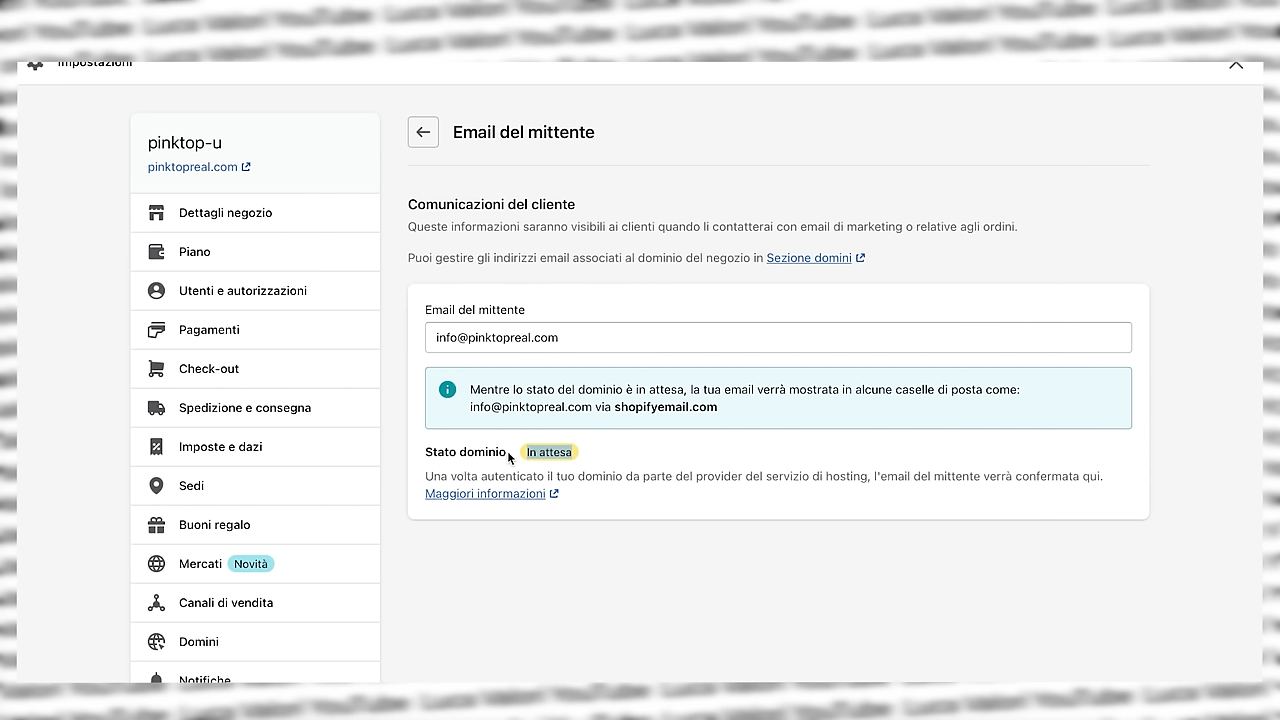 Impostazioni
pinktop-u
pinktopreal.com
Dettagli negozio
Piano
Utenti e autorizzazioni
Pagamenti
Check-out
Spedizione e consegna
Imposte e dazi
Sedi
Buoni regalo
Mercati Novità
Canali di vendita
Domini
Notifiche
Email del mittente
Comunicazioni del cliente
Queste informazioni saranno visibili ai clienti quando li contatterai con email di marketing o relative agli ordini.
Puoi gestire gli indirizzi email associati al dominio del negozio in Sezione domini
Email del mittente
info@pinktopreal.com
Mentre lo stato del dominio è in attesa, la tua email verrà mostrata in alcune caselle di posta come:
info@pinktopreal.com via shopifyemail.com
Stato dominio In attesa
Una volta autenticato il tuo dominio da parte del provider del servizio di hosting, l'email del mittente verrà confermata qui.
Maggiori informazioni